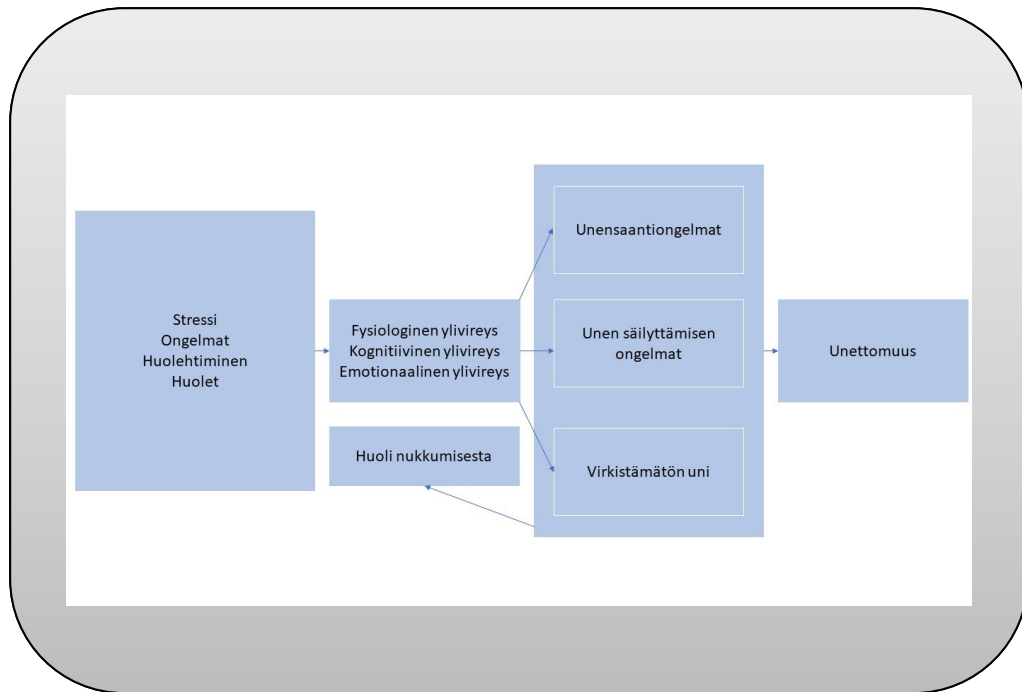 Stressi
Ongelmat
Huolehtiminen
Huolet
Fysiologinen ylivireys
Kognitiivinen ylivireys
Emotionaalinen ylivireys
Huoli nukkumisesta
Unensaantiongelmat
Unen säilyttämisen
ongelmat
Virkistämätön uni
Unettomuus